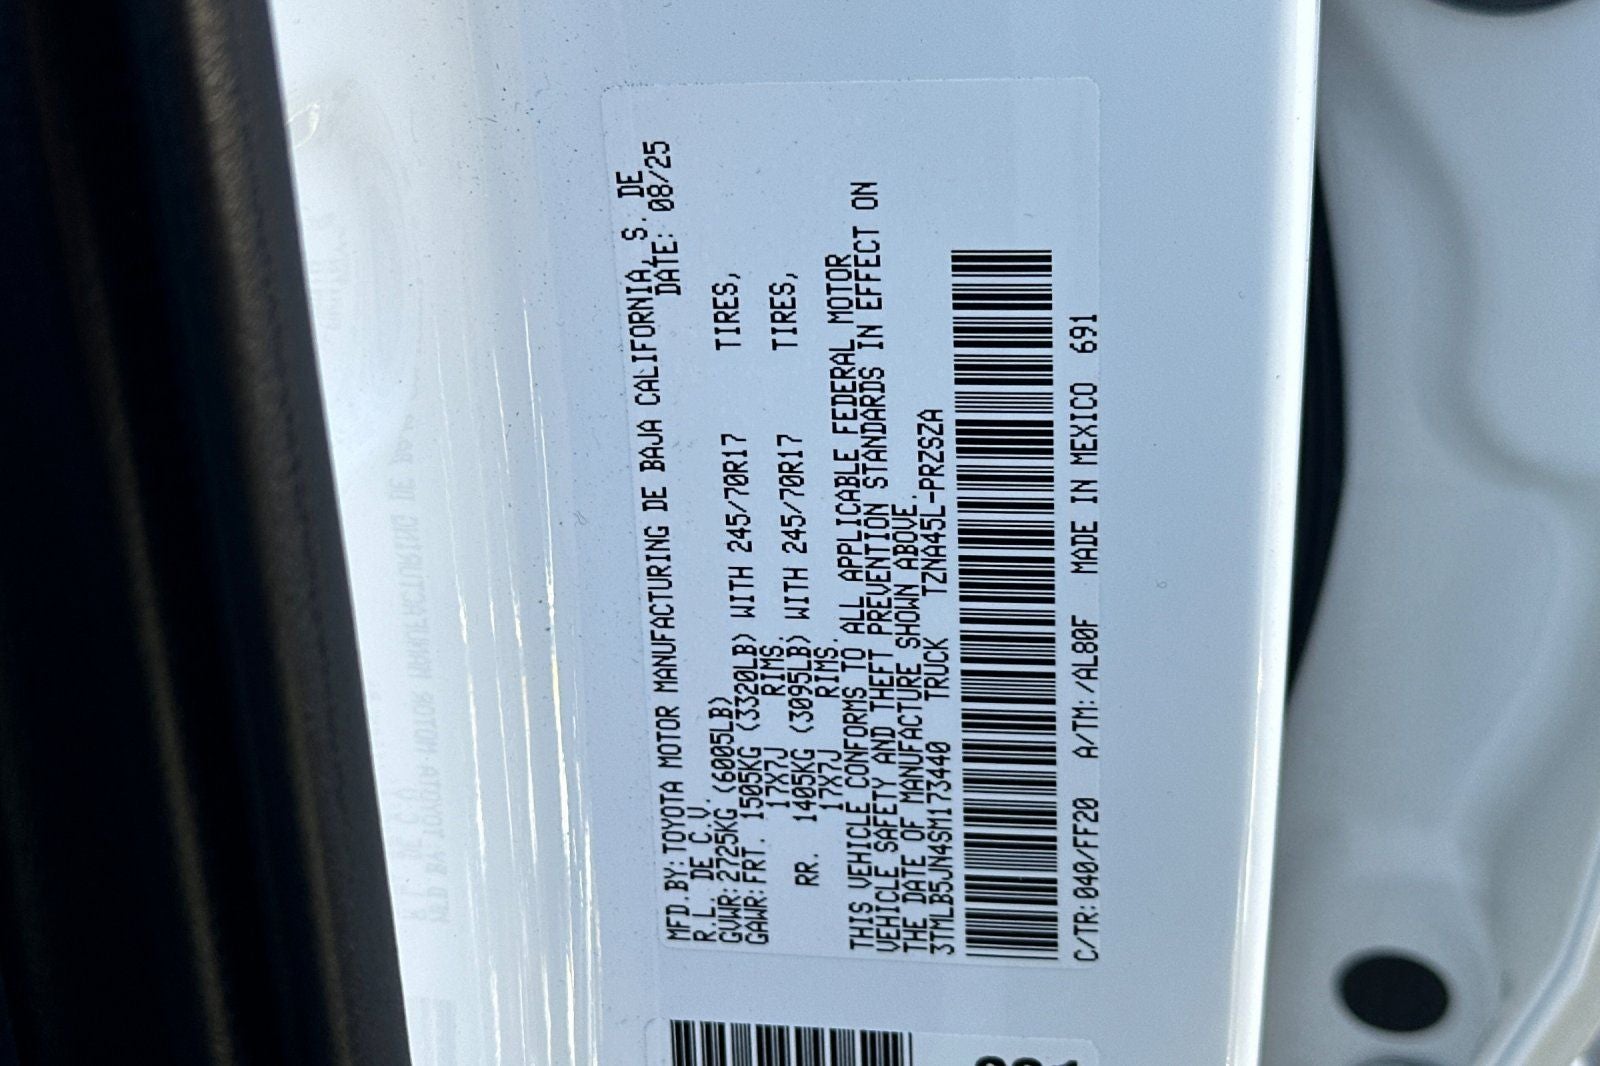 MFD.BY:TOYOTA MOTOR MANUFACTURING DE BAJA CALIFORNIA, S. DE
R.L. DE C.V. DATE: 08/25
GVWR:2725KG (6005LB)
GAWR:FRT. 1505KG (3320LB) WITH 245/70R17 TIRES,
17X7J RIMS.
RR. 1405KG (3095LB) WITH 245/70R17 TIRES,
17X7J RIMS.
THIS VEHICLE CONFORMS TO ALL APPLICABLE FEDERAL MOTOR
VEHICLE SAFETY AND THEFT PREVENTION STANDARDS IN EFFECT ON
THE DATE OF MANUFACTURE SHOWN ABOVE.
3TMLB5JN4SM173440 TRUCK TZNA45L-PRZSZA
C/TR:040/FF20 A/TM:/AL80F MADE IN MEXICO 691